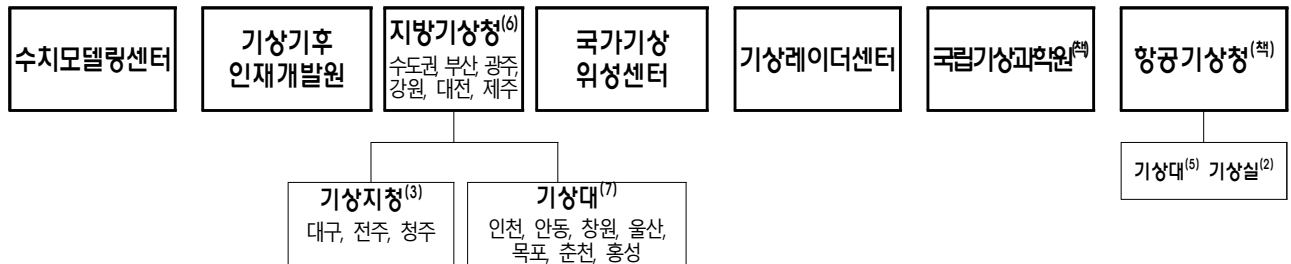 수치모델링센터
기상기후
인재개발원
지방기상청(6)
수도권, 부산, 광주,
강원, 대전, 제주
국가기상
위성센터
기상레이더센터
국립기상과학원(책)
항공기상청(책)
기상지청(3)
대구, 전주, 청주
기상대(7)
인천, 안동, 창원, 울산,
목포, 춘천, 홍성
기상대(5) 기상실(2)